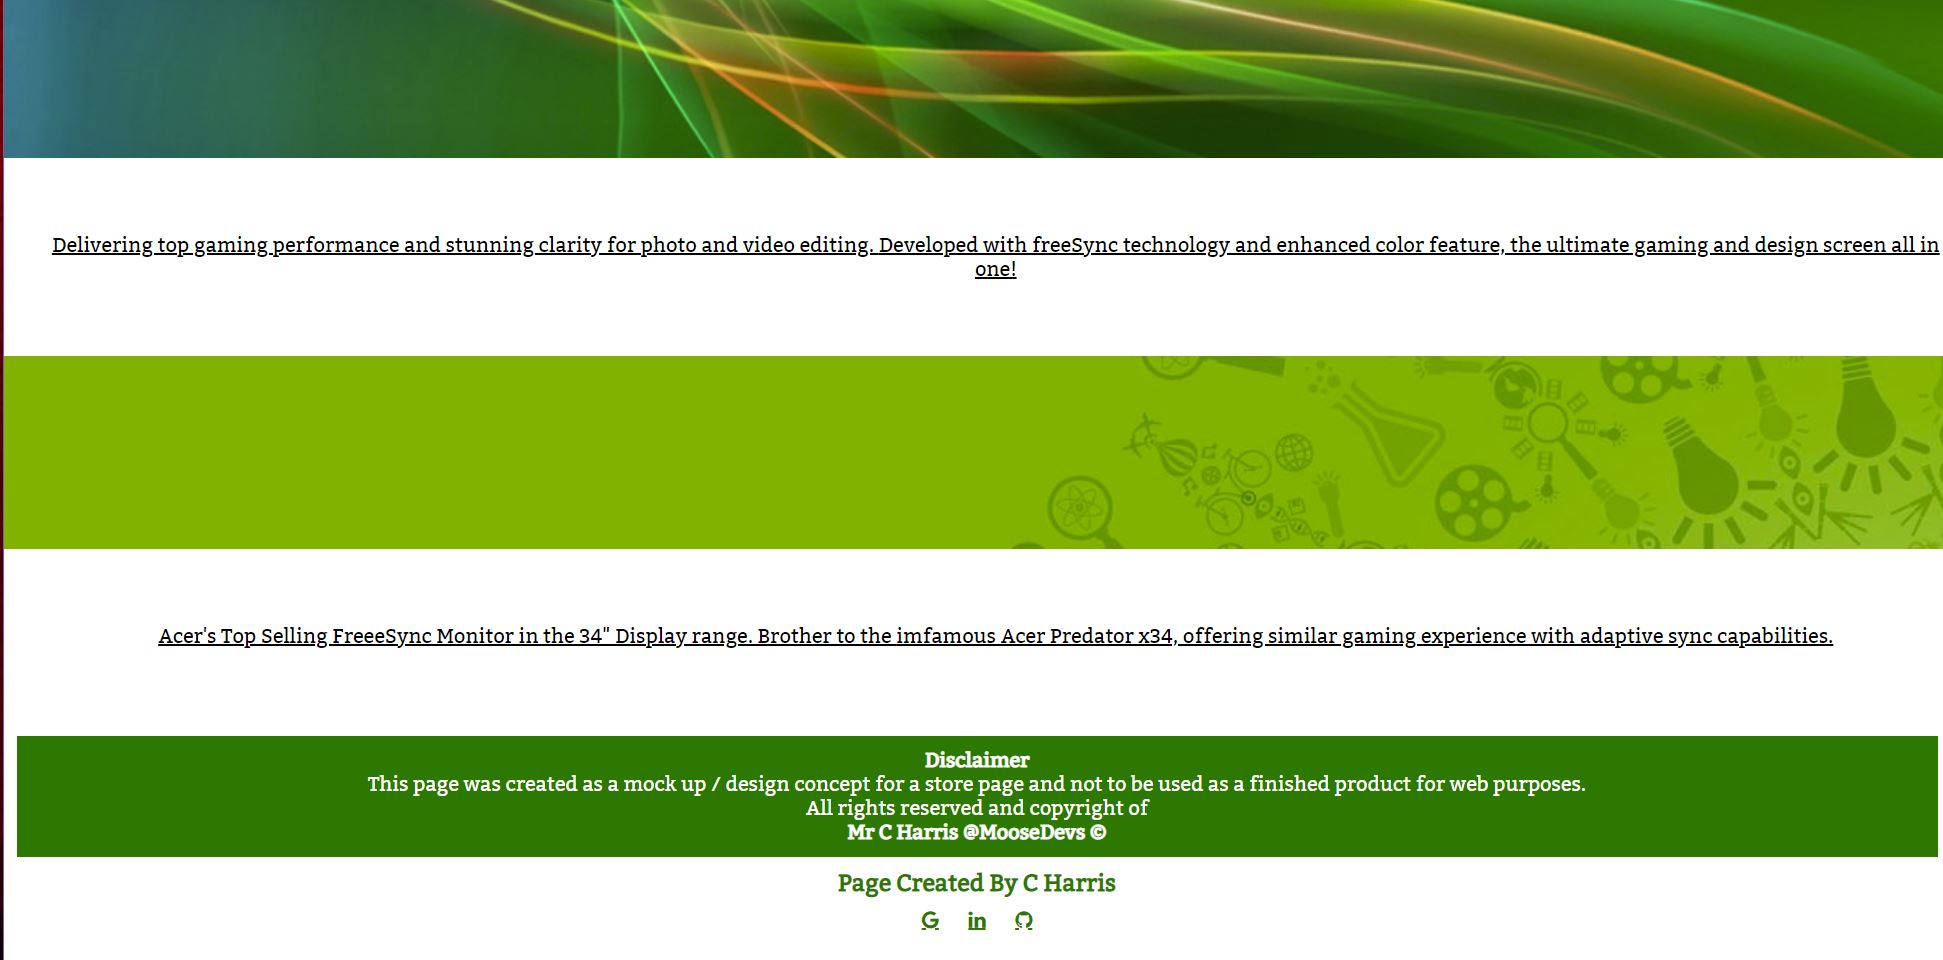 Delivering top gaming performance and stunning clarity for photo and video editing. Developed with freeSync technology and enhanced color feature, the ultimate gaming and design screen all in
one!
Acer's Top Selling FreeeSync Monitor in the 34" Display range. Brother to the imfamous Acer Predator x34, offering similar gaming experience with adaptive sync capabilities.
Disclaimer
This page was created as a mock up / design concept for a store page and not to be used as a finished product for web purposes.
All rights reserved and copyright of
Mr C Harris @MooseDevs ©
Page Created By C Harris
G in